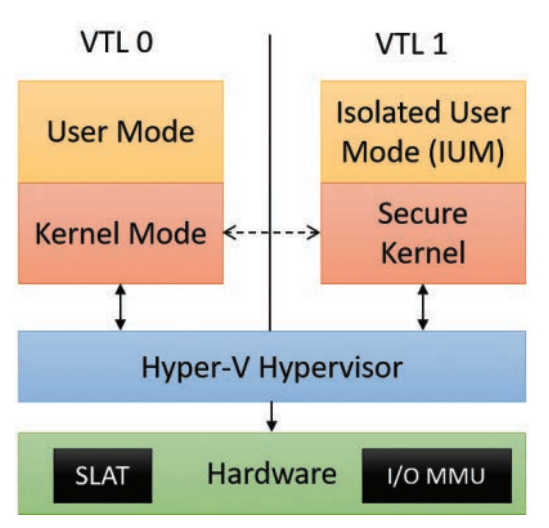 VTL 0
VTL 1
User Mode
Isolated User
Mode (IUM)
Kernel Mode
Secure
Kernel
Hyper-V Hypervisor
SLAT
Hardware
I/O MMU